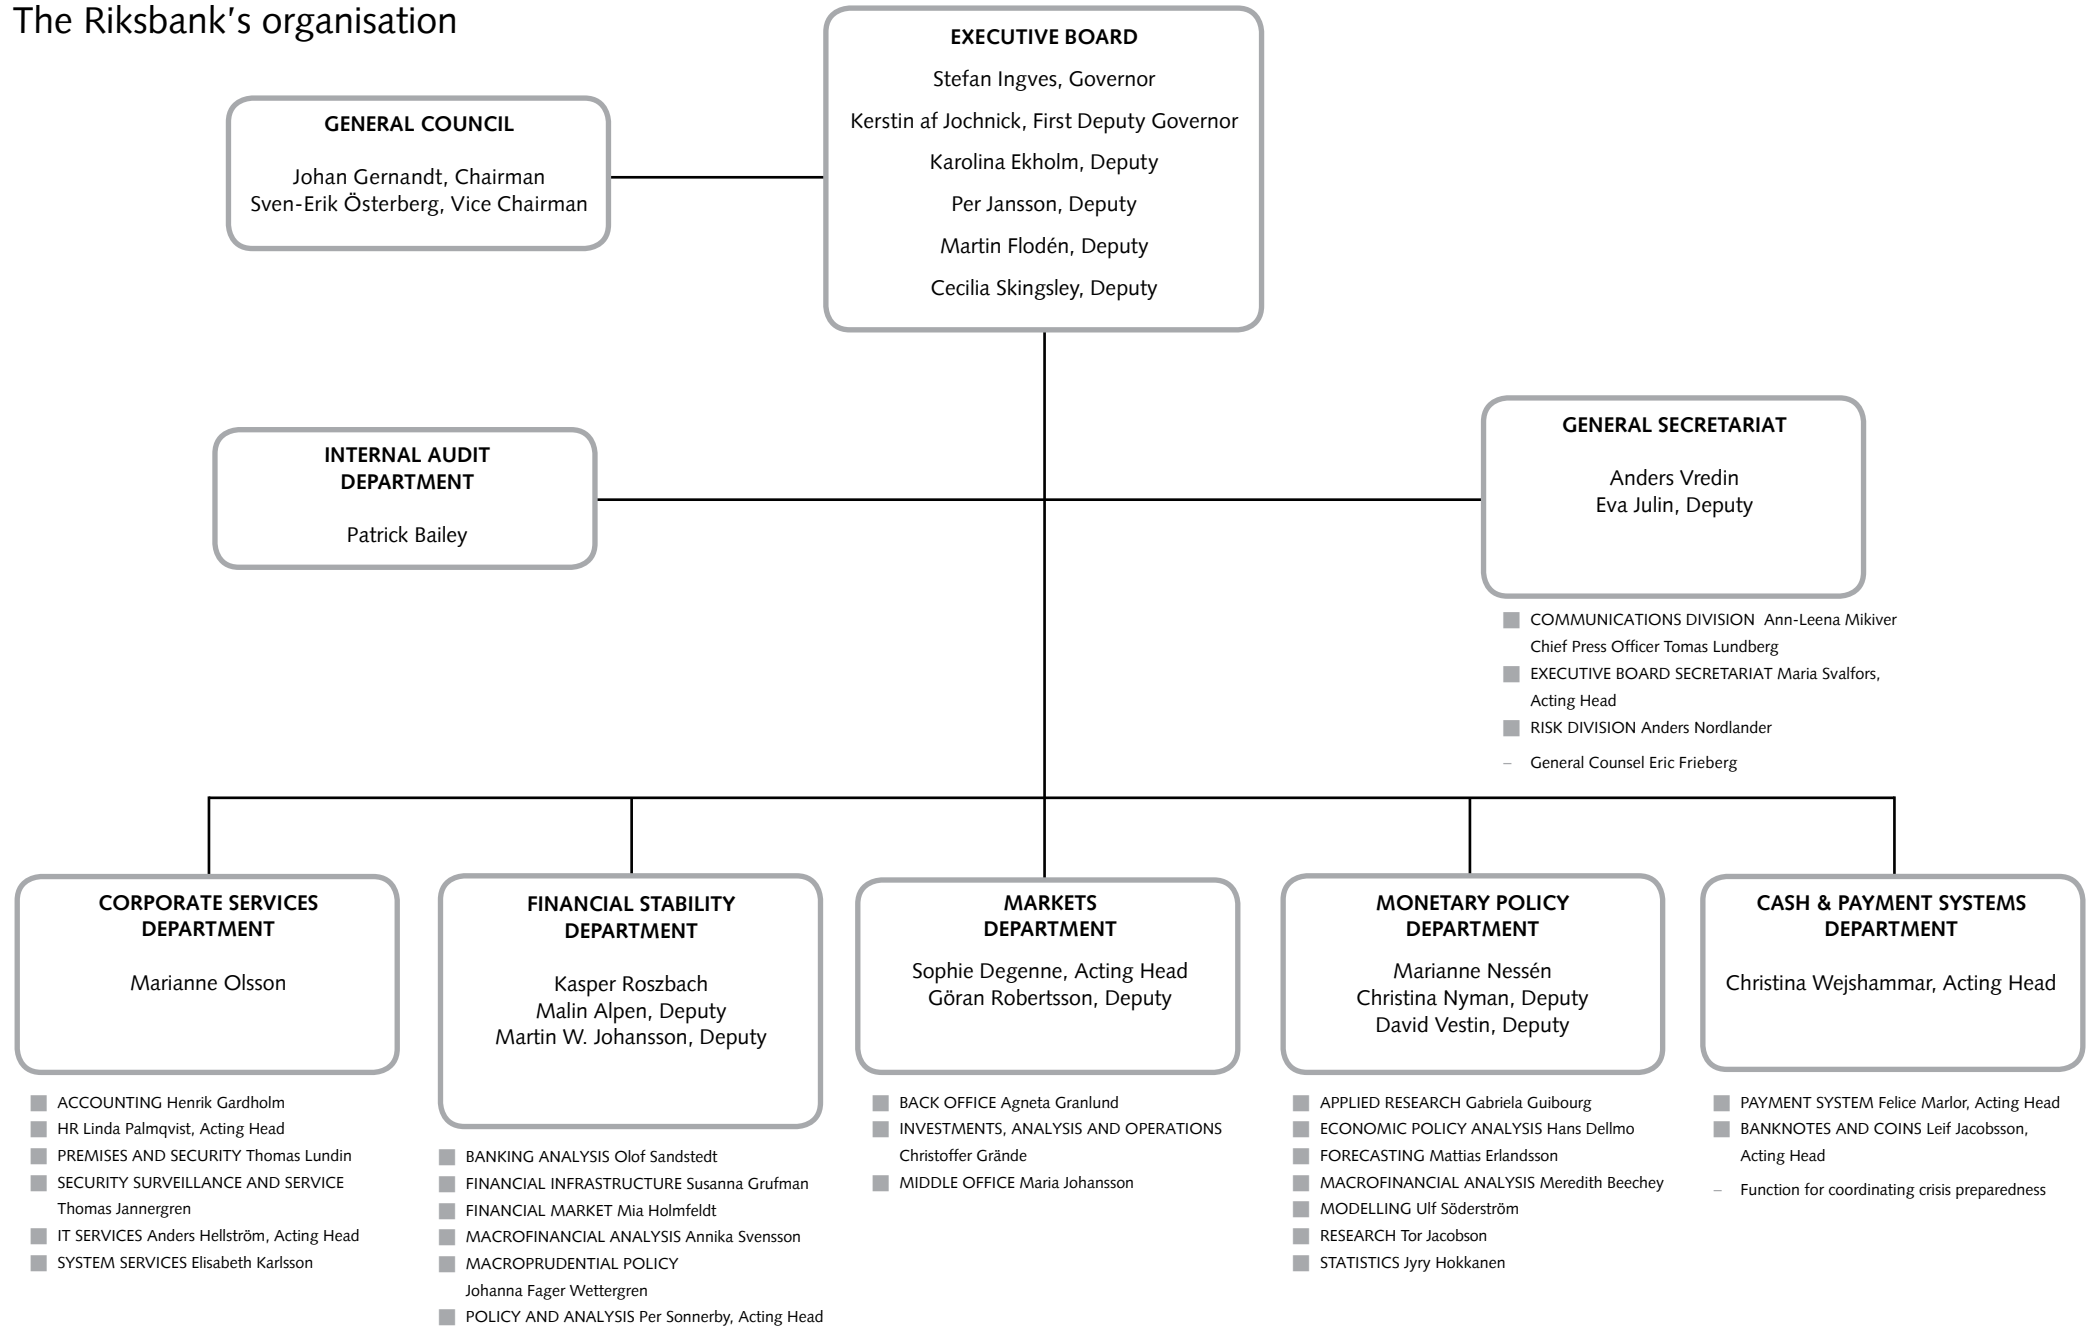 The Riksbank's organisation
EXECUTIVE BOARD
Stefan Ingves, Governor
Kerstin af Jochnick, First Deputy Governor
Karolina Ekholm, Deputy
Per Jansson, Deputy
Martin Flodén, Deputy
Cecilia Skingsley, Deputy
GENERAL COUNCIL
Johan Gernandt, Chairman
Sven-Erik Österberg, Vice Chairman
INTERNAL AUDIT
DEPARTMENT
Patrick Bailey
GENERAL SECRETARIAT
Anders Vredin
Eva Julin, Deputy
COMMUNICATIONS DIVISION Ann-Leena Mikiver
Chief Press Officer Tomas Lundberg
EXECUTIVE BOARD SECRETARIAT Maria Svalfors,
Acting Head
RISK DIVISION Anders Nordlander
– General Counsel Eric Frieberg
CORPORATE SERVICES
DEPARTMENT
Marianne Olsson
ACCOUNTING Henrik Gardholm
HR Linda Palmqvist, Acting Head
PREMISES AND SECURITY Thomas Lundin
SECURITY SURVEILLANCE AND SERVICE
Thomas Jannergren
IT SERVICES Anders Hellström, Acting Head
SYSTEM SERVICES Elisabeth Karlsson
FINANCIAL STABILITY
DEPARTMENT
Kasper Roszbach
Malin Alpen, Deputy
Martin W. Johansson, Deputy
BANKING ANALYSIS Olof Sandstedt
FINANCIAL INFRASTRUCTURE Susanna Grufman
FINANCIAL MARKET Mia Holmfeldt
MACROFINANCIAL ANALYSIS Annika Svensson
MACROPRUDENTIAL POLICY
Johanna Fager Wettergren
POLICY AND ANALYSIS Per Sonnerby, Acting Head
MARKETS
DEPARTMENT
Sophie Degenne, Acting Head
Göran Robertsson, Deputy
BACK OFFICE Agneta Granlund
INVESTMENTS, ANALYSIS AND OPERATIONS
Christoffer Grände
MIDDLE OFFICE Maria Johansson
MONETARY POLICY
DEPARTMENT
Marianne Nessén
Christina Nyman, Deputy
David Vestin, Deputy
APPLIED RESEARCH Gabriela Guibourg
ECONOMIC POLICY ANALYSIS Hans Dellmo
FORECASTING Mattias Erlandsson
MACROFINANCIAL ANALYSIS Meredith Beechey
MODELLING Ulf Söderström
RESEARCH Tor Jacobson
STATISTICS Jyry Hokkanen
CASH & PAYMENT SYSTEMS
DEPARTMENT
Christina Wejshammar, Acting Head
PAYMENT SYSTEM Felice Marlor, Acting Head
BANKNOTES AND COINS Leif Jacobsson,
Acting Head
– Function for coordinating crisis preparedness